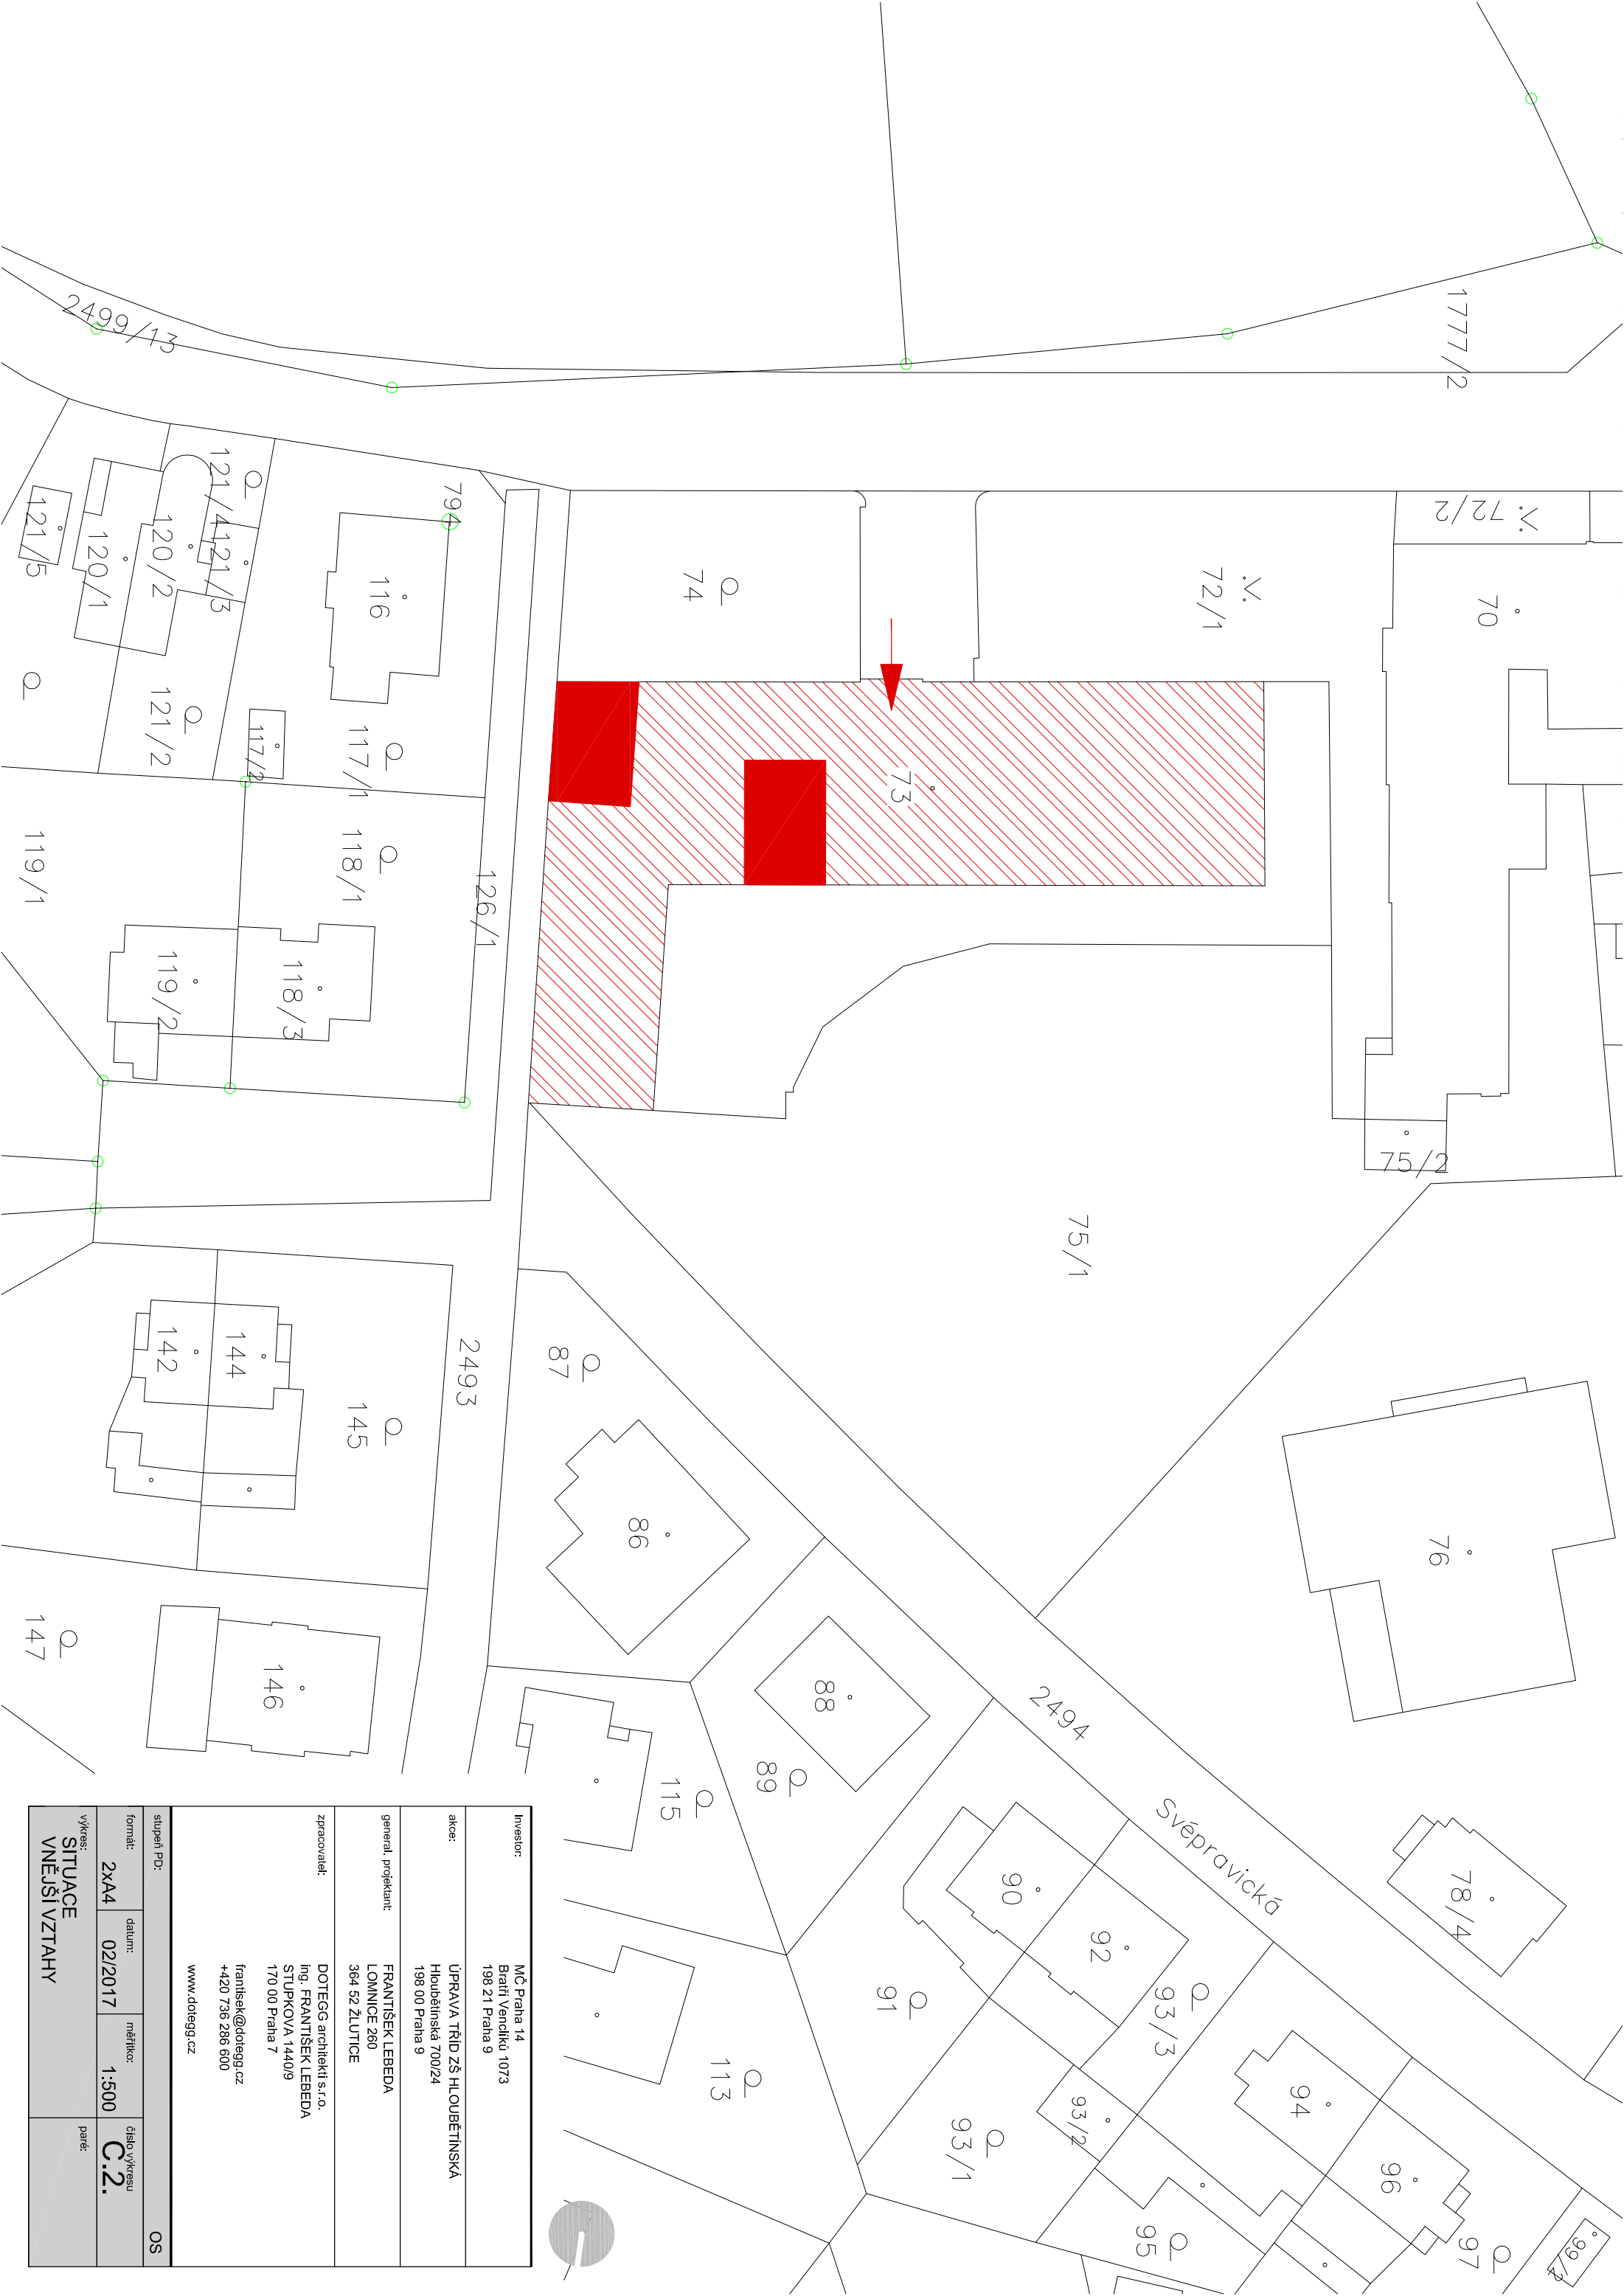 2499/13
1777/2
794
121/4
121/3
121/5
120/1
120/2
116
74
72/1
72/2
70
121/2
117/2
117/1
73
119/1
118/1
126/1
119/2
118/3
75/2
75/1
142
144
145
2493
87
86
76
147
146
88
2494
89
115
Svépravická
78/4
90
92
91
93/3
113
93/2
94
93/1
96
95
97
99/2
Investor:
MČ Praha 14
Bratří Venclíků 1073
198 21 Praha 9
akce:
ÚPRAVA TŘÍD ZŠ HLOUBĚTÍNSKÁ
Hloubětínská 700/24
198 00 Praha 9
general. projektant:
FRANTIŠEK LEBEDA
LOMNICE 260
364 52 ŽLUTICE
zpracovatel:
DOTEGG architekti s.r.o.
ing. FRANTIŠEK LEBEDA
STUPKOVA 1440/9
170 00 Praha 7
frantisek@dotegg.cz
+420 736 286 600
www.dotegg.cz
stupeň PD:
OS
formát:
2xA4
datum:
02/2017
měřítko:
1:500
číslo výkresu
C.2.
výkres:
SITUACE
VNĚJŠÍ VZTAHY
paré: